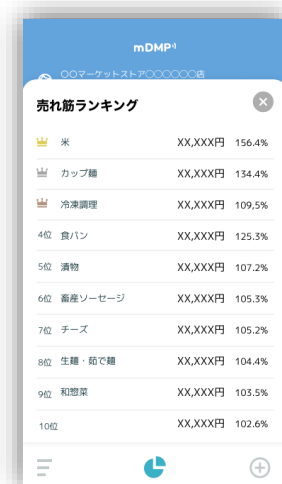 mDMP
〇〇マーケットストア〇〇〇〇〇〇店
売れ筋ランキング
米 XX,XXX円 156.4%
カップ麺 XX,XXX円 134.4%
冷凍調理 XX,XXX円 109,5%
4位 食パン XX,XXX円 125.3%
5位 漬物 XX,XXX円 107.2%
6位 畜産ソーセージ XX,XXX円 105.3%
7位 チーズ XX,XXX円 105.2%
8位 生麺・茹で麺 XX,XXX円 104.4%
9位 和惣菜 XX,XXX円 103.5%
10位 XX,XXX円 102.6%